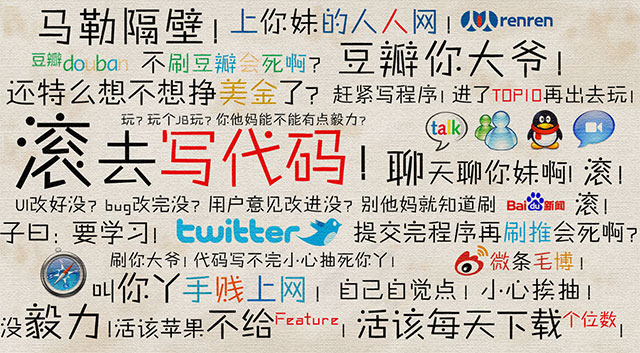 马勒隔壁! 上你妹的人人网! renren
豆瓣douban 不刷豆瓣会死啊? 豆瓣你大爷!
还特么想不想挣美金了? 赶紧写程序! 进了TOP10再出去玩!
玩? 玩个JB玩? 你他妈能不能有点毅力?
滚去写代码! talk
聊天聊你妹啊! 滚!
UI改好没? bug改完没? 用户意见改进没? 别他妈就知道刷 Bai du 新闻 滚!
子曰: 要学习! twitter 提交完程序再刷推会死啊?
刷你大爷! 代码写不完小心抽死你丫! 微条毛博!
叫你丫手贱上网! 自己自觉点! 小心挨抽!
没毅力!活该苹果不给Feature! 活该每天下载个位数!